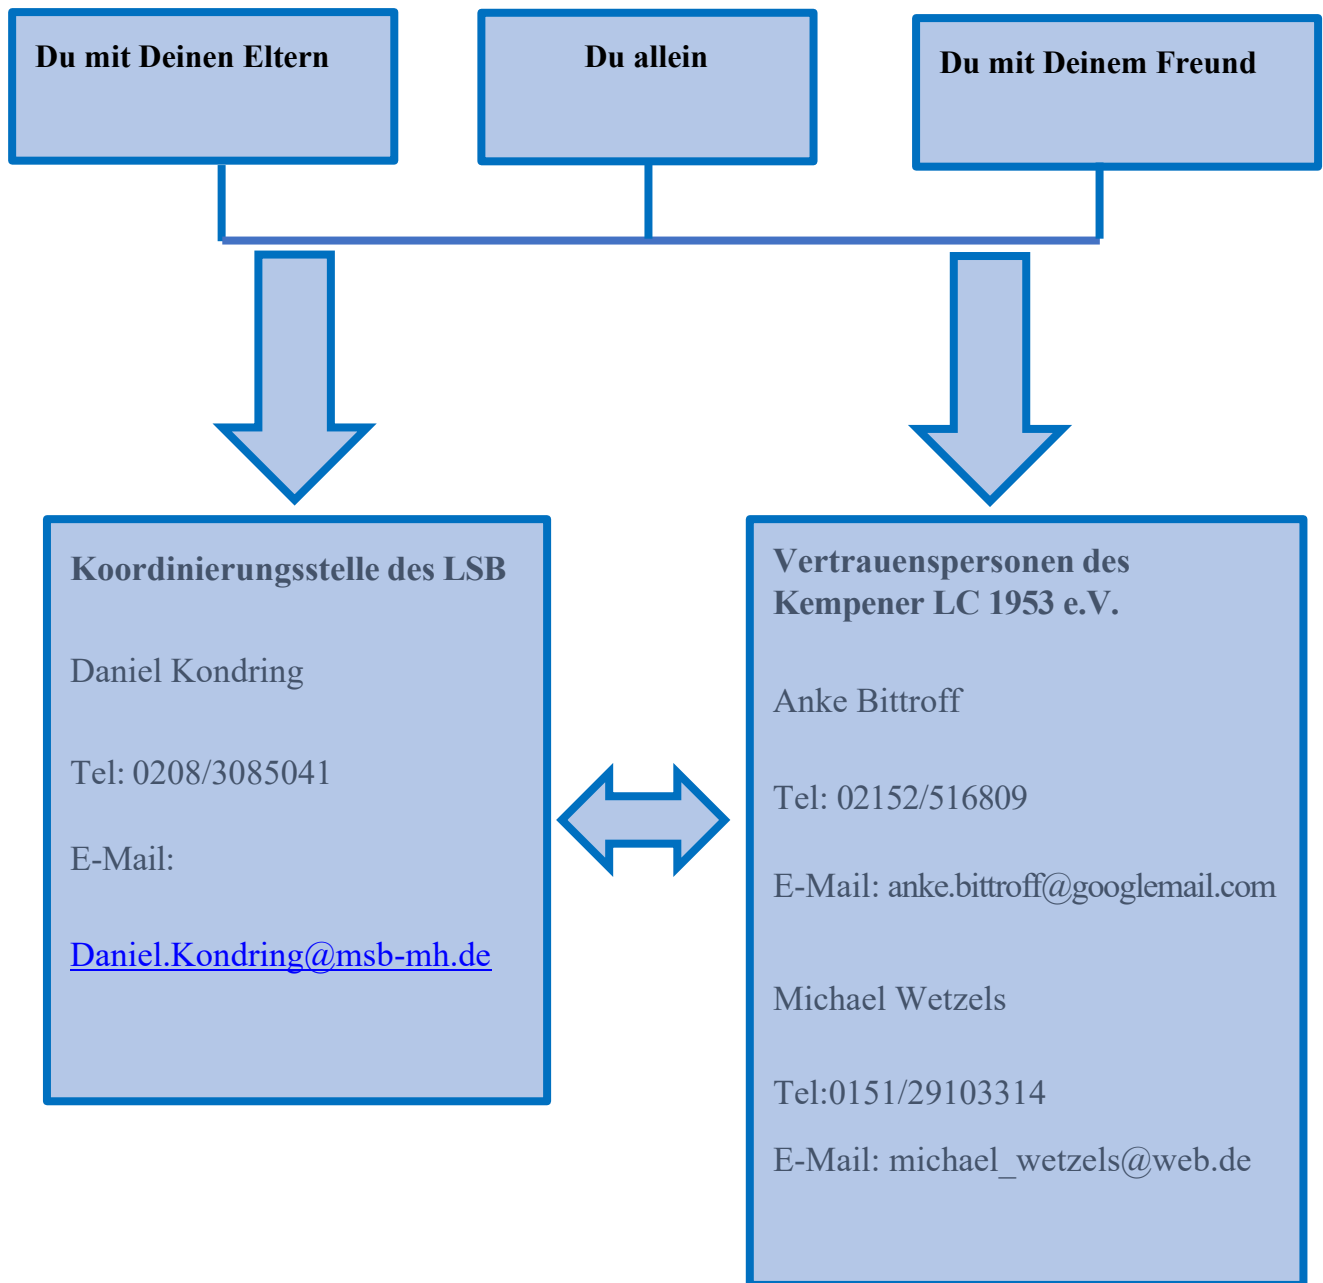 Du mit Deinen Eltern
Du allein
Du mit Deinem Freund
Koordinierungsstelle des LSB
Daniel Kondring
Tel: 0208/3085041
E-Mail:
Daniel.Kondring@msb-mh.de
Vertrauenspersonen des
Kempener LC 1953 e.V.
Anke Bittroff
Tel: 02152/516809
E-Mail: anke.bittroff@googlemail.com
Michael Wetzels
Tel:0151/29103314
E-Mail: michael_wetzels@web.de